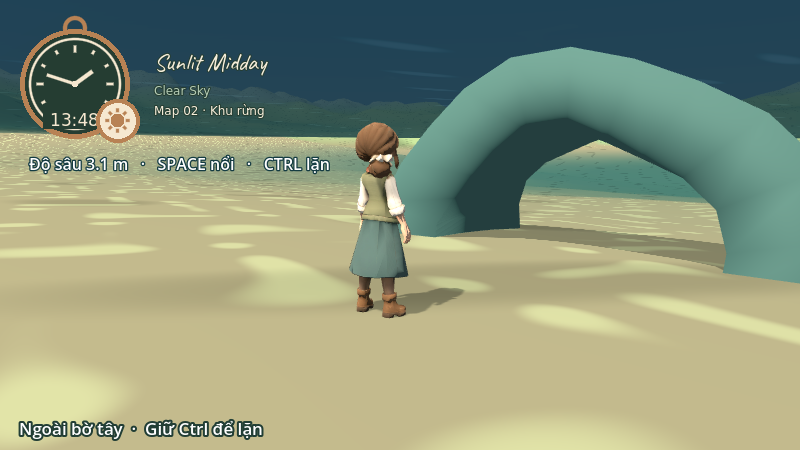 Sunlit Midday
Clear Sky
Map 02 · Khu rừng
13:48
Độ sâu 3.1 m · SPACE nổi · CTRL lặn
Ngoài bờ tây · Giữ Ctrl để lặn